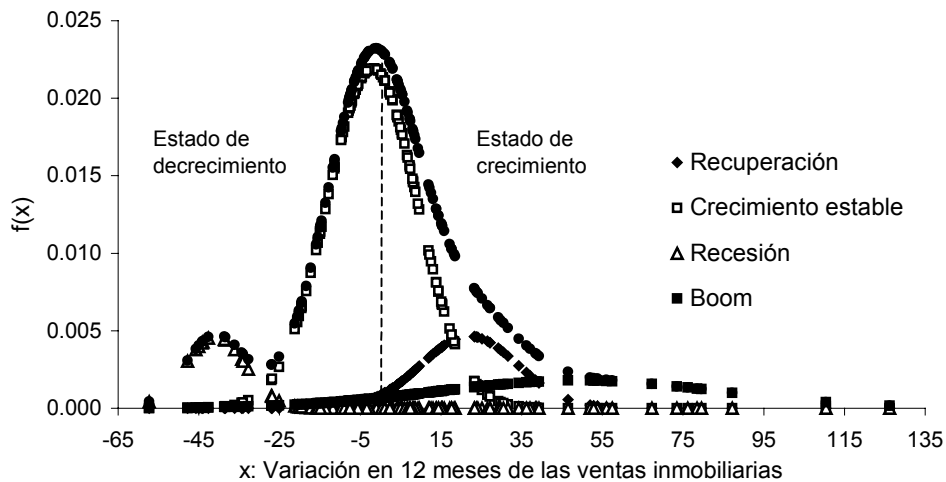 0.025
0.020
0.015
0.010
0.005
0.000
f(x)
Estado de
decrecimiento
Estado de
crecimiento
Recuperación
Crecimiento estable
Recesión
Boom
-65 -45 -25 -5 15 35 55 75 95 115 135
x: Variación en 12 meses de las ventas inmobiliarias